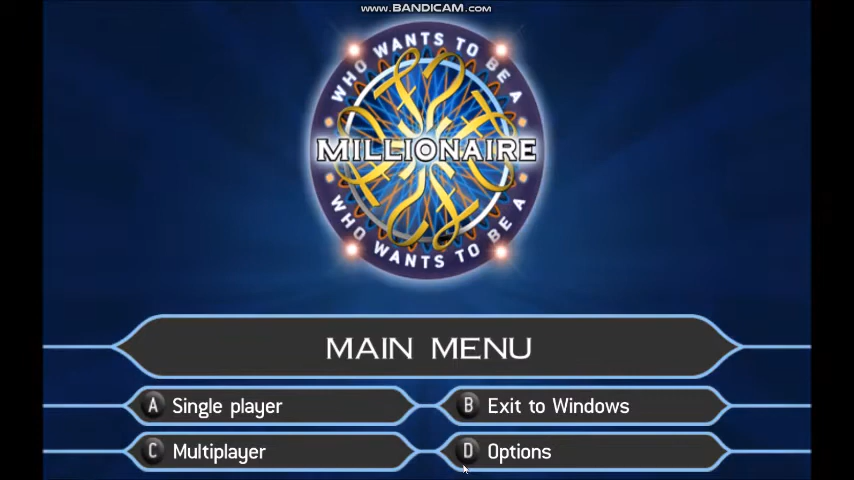 WWW.BANDICAM.COM
WHO WANTS TO BE A
MILLIONAIRE
WHO WANTS TO BE A
MAIN MENU
A Single player
B Exit to Windows
C Multiplayer
D Options